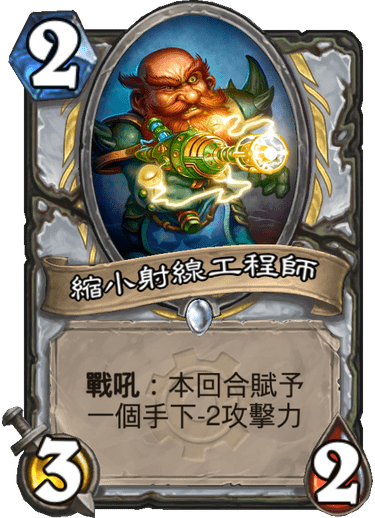 2
縮小射線工程師
戰吼：本回合賦予
一個手下-2攻擊力
3
2